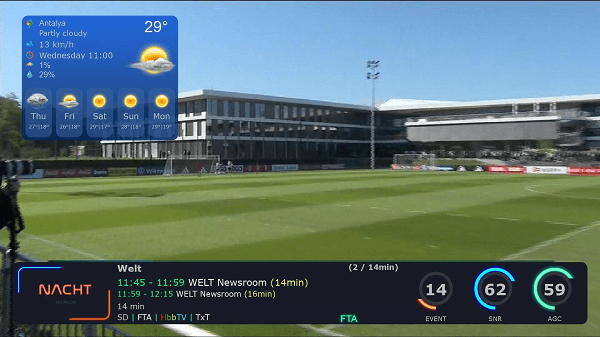 Antalya
29°
Partly cloudy
13 km/h
Wednesday 11:00
1%
29%
Thu Fri Sat Sun Mon
27°|18° 26°|18° 29°|17° 28°|18° 29°|19°
Welt
(2 / 14min)
11:45 - 11:59 WELT Newsroom (14min)
11:59 - 12:15 WELT Newsroom (16min)
14 min
SD | FTA | HbbTV | TxT
FTA
NACHT
14
EVENT
62
SNR
59
AGC